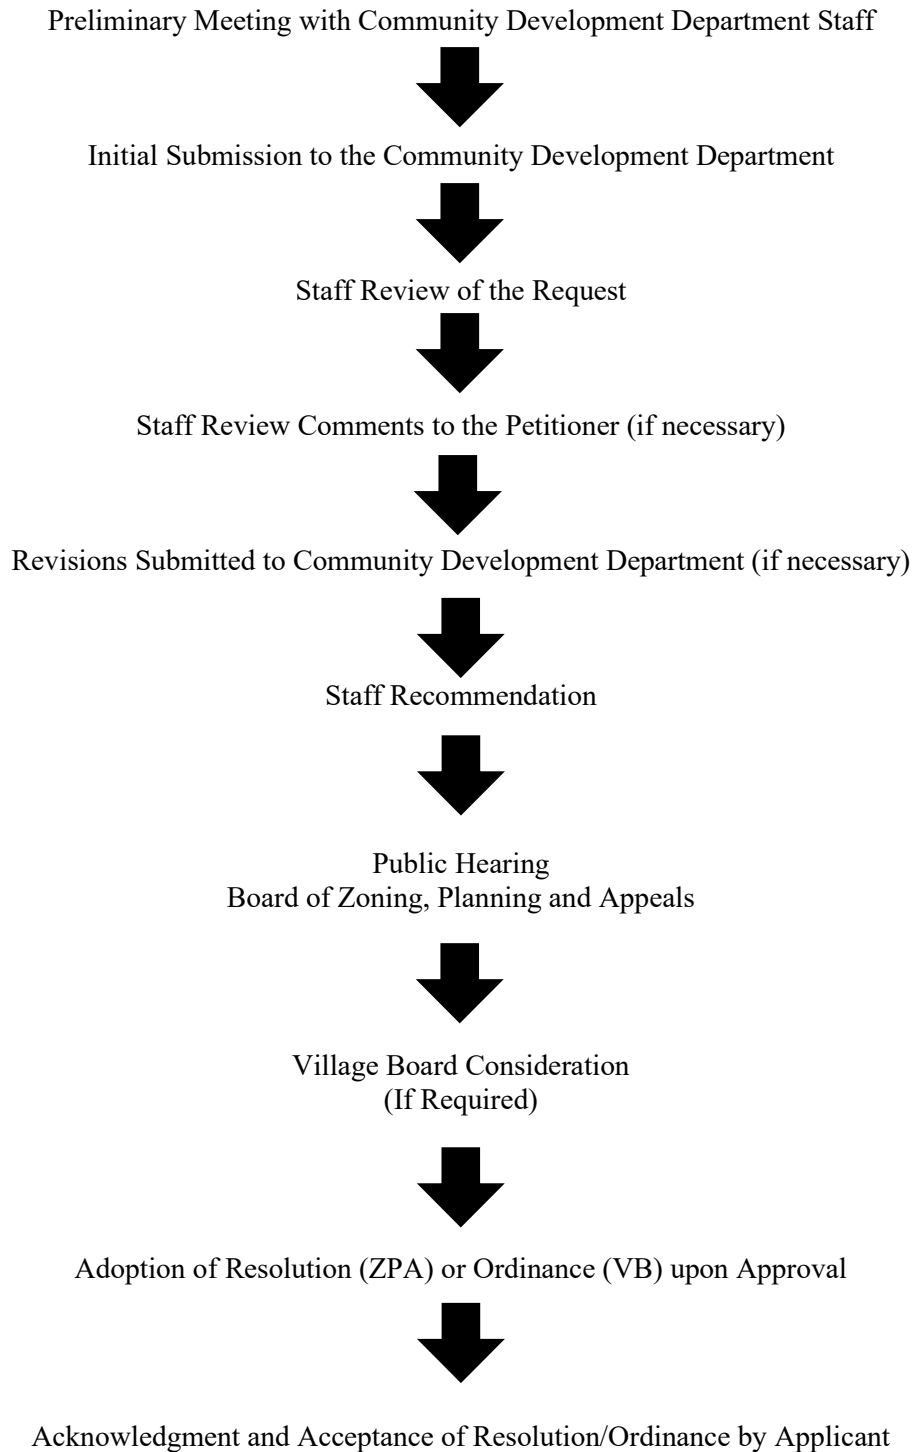 Preliminary Meeting with Community Development Department Staff
Initial Submission to the Community Development Department
Staff Review of the Request
Staff Review Comments to the Petitioner (if necessary)
Revisions Submitted to Community Development Department (if necessary)
Staff Recommendation
Public Hearing
Board of Zoning, Planning and Appeals
Village Board Consideration
(If Required)
Adoption of Resolution (ZPA) or Ordinance (VB) upon Approval
Acknowledgment and Acceptance of Resolution/Ordinance by Applicant